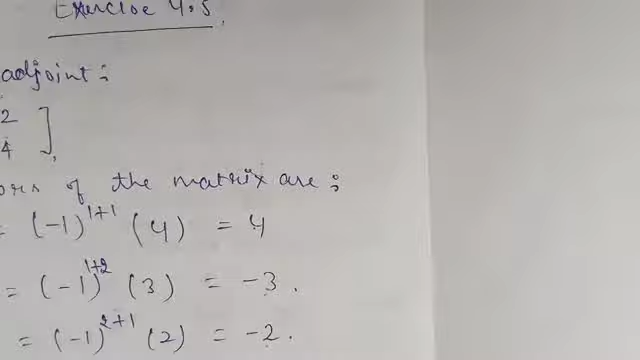 Exercise 4.5
adjoint:
2
4 ]
ors of the matrix are:
= (-1)^{1+1} (4) = 4
= (-1)^{1+2} (3) = -3.
= (-1)^{2+1} (2) = -2.